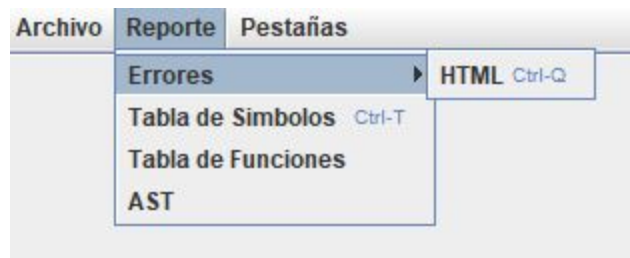 Archivo Reporte Pestañas
Errores HTML Ctrl-Q
Tabla de Simbolos Ctrl-T
Tabla de Funciones
AST